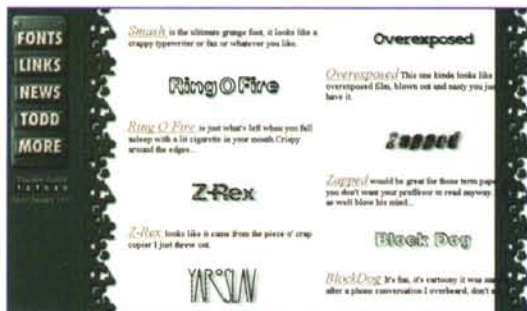 FONTS
LINKS
NEWS
TODD
MORE
Smash is the ultimate grunge font, it looks like a
crappy typewriter or fax or whatever you like.
Ring O Fire
Ring O Fire is just what's left when you fall
asleep with a lit cigarette in your mouth. Crispy
around the edges...
Z-Rex
Z-Rex looks like it came from the piece o' crap
copier I just threw out.
YAROSLAV
Overexposed
Overexposed This one kinda looks like
overexposed film, blown out and nasty you just
have it.
Zapped
Zapped would be great for those term pape
you don't want your proffesor to read anyway.
as well blow his mind...
Block Dog
BlockDog It's fun, it's cartoony it was
after a phone conversation I overheard, don't